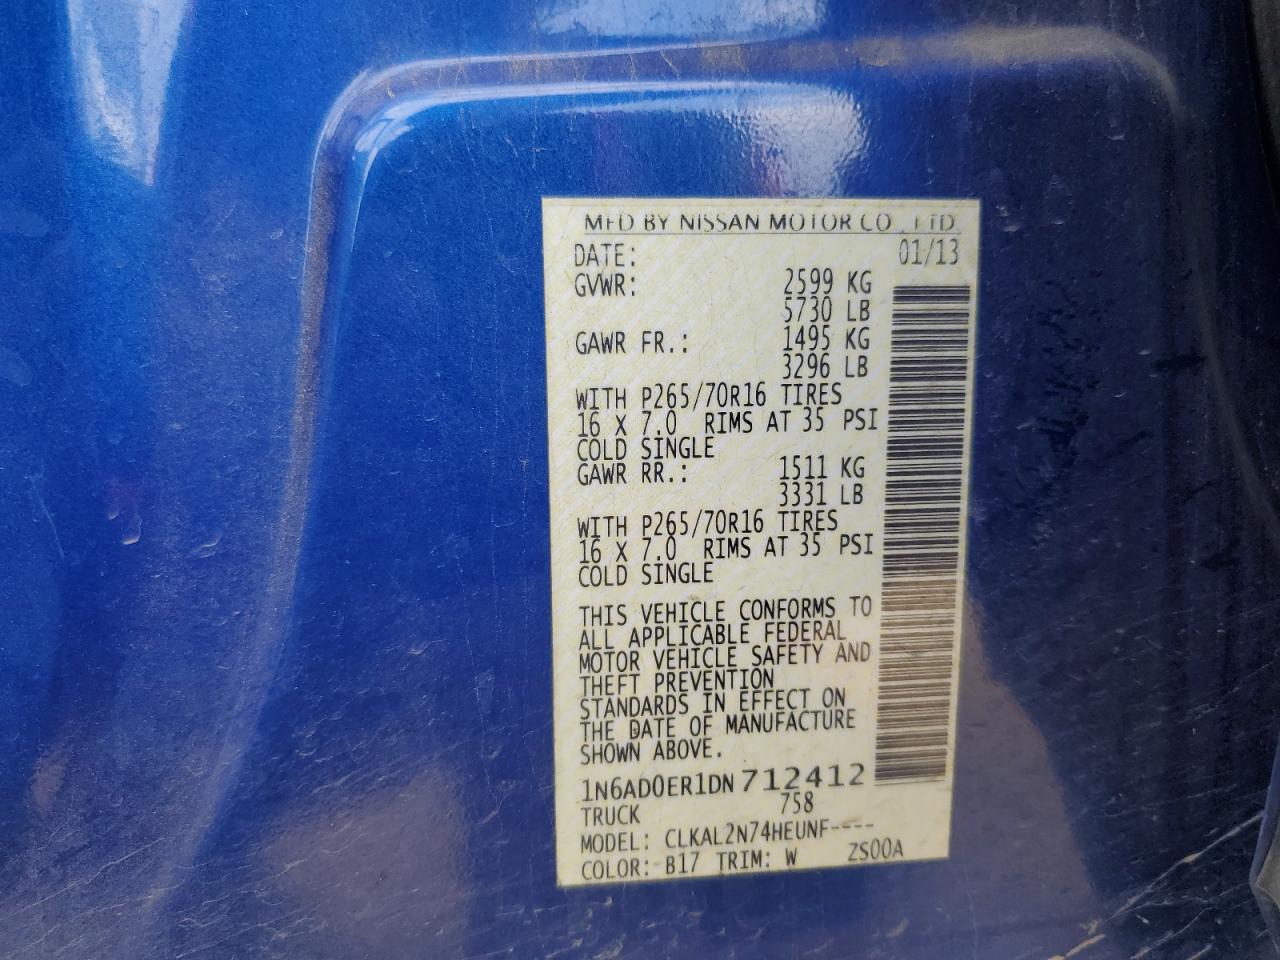 MFD BY NISSAN MOTOR CO., LTD.
DATE: 01/13
GVWR: 2599 KG
5730 LB
GAWR FR.: 1495 KG
3296 LB
WITH P265/70R16 TIRES
16 X 7.0 RIMS AT 35 PSI
COLD SINGLE
GAWR RR.: 1511 KG
3331 LB
WITH P265/70R16 TIRES
16 X 7.0 RIMS AT 35 PSI
COLD SINGLE
THIS VEHICLE CONFORMS TO
ALL APPLICABLE FEDERAL
MOTOR VEHICLE SAFETY AND
THEFT PREVENTION
STANDARDS IN EFFECT ON
THE DATE OF MANUFACTURE
SHOWN ABOVE.
1N6AD0ER1DN712412
TRUCK 758
MODEL: CLKAL2N74HEUNF----
COLOR: B17 TRIM: W ZS00A